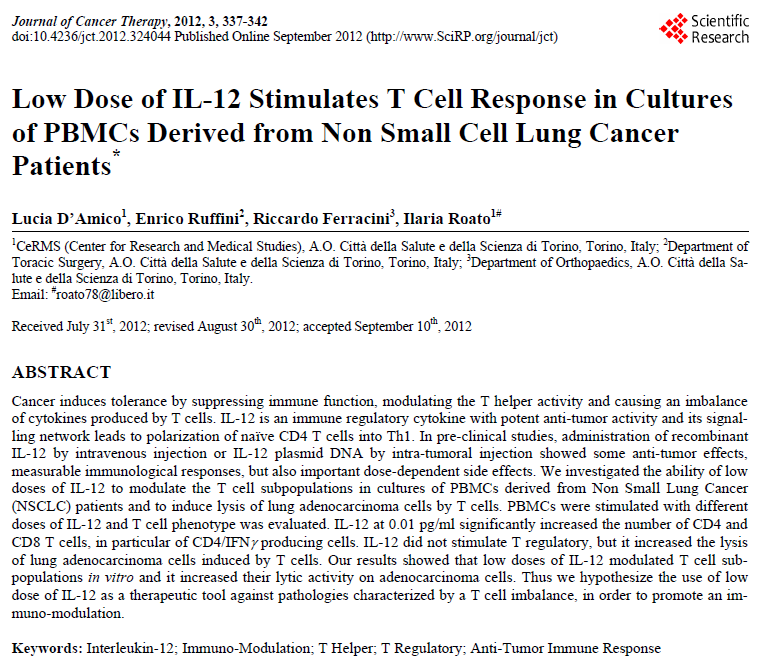 Journal of Cancer Therapy, 2012, 3, 337-342
doi:10.4236/jct.2012.324044 Published Online September 2012 (http://www.SciRP.org/journal/jct)
Scientific
Research
Low Dose of IL-12 Stimulates T Cell Response in Cultures
of PBMCs Derived from Non Small Cell Lung Cancer
Patients*
Lucia D’Amico1, Enrico Ruffini2, Riccardo Ferracini3, Ilaria Roato1#
1CeRMS (Center for Research and Medical Studies), A.O. Città della Salute e della Scienza di Torino, Torino, Italy; 2Department of
Toracic Surgery, A.O. Città della Salute e della Scienza di Torino, Torino, Italy; 3Department of Orthopaedics, A.O. Città della Sa-
lute e della Scienza di Torino, Torino, Italy.
Email: #roato78@libero.it
Received July 31st, 2012; revised August 30th, 2012; accepted September 10th, 2012
ABSTRACT
Cancer induces tolerance by suppressing immune function, modulating the T helper activity and causing an imbalance
of cytokines produced by T cells. IL-12 is an immune regulatory cytokine with potent anti-tumor activity and its signal-
ling network leads to polarization of naïve CD4 T cells into Th1. In pre-clinical studies, administration of recombinant
IL-12 by intravenous injection or IL-12 plasmid DNA by intra-tumoral injection showed some anti-tumor effects,
measurable immunological responses, but also important dose-dependent side effects. We investigated the ability of low
doses of IL-12 to modulate the T cell subpopulations in cultures of PBMCs derived from Non Small Lung Cancer
(NSCLC) patients and to induce lysis of lung adenocarcinoma cells by T cells. PBMCs were stimulated with different
doses of IL-12 and T cell phenotype was evaluated. IL-12 at 0.01 pg/ml significantly increased the number of CD4 and
CD8 T cells, in particular of CD4/IFNγ producing cells. IL-12 did not stimulate T regulatory, but it increased the lysis
of lung adenocarcinoma cells induced by T cells. Our results showed that low doses of IL-12 modulated T cell sub-
populations in vitro and it increased their lytic activity on adenocarcinoma cells. Thus we hypothesize the use of low
dose of IL-12 as a therapeutic tool against pathologies characterized by a T cell imbalance, in order to promote an im-
muno-modulation.
Keywords: Interleukin-12; Immuno-Modulation; T Helper; T Regulatory; Anti-Tumor Immune Response